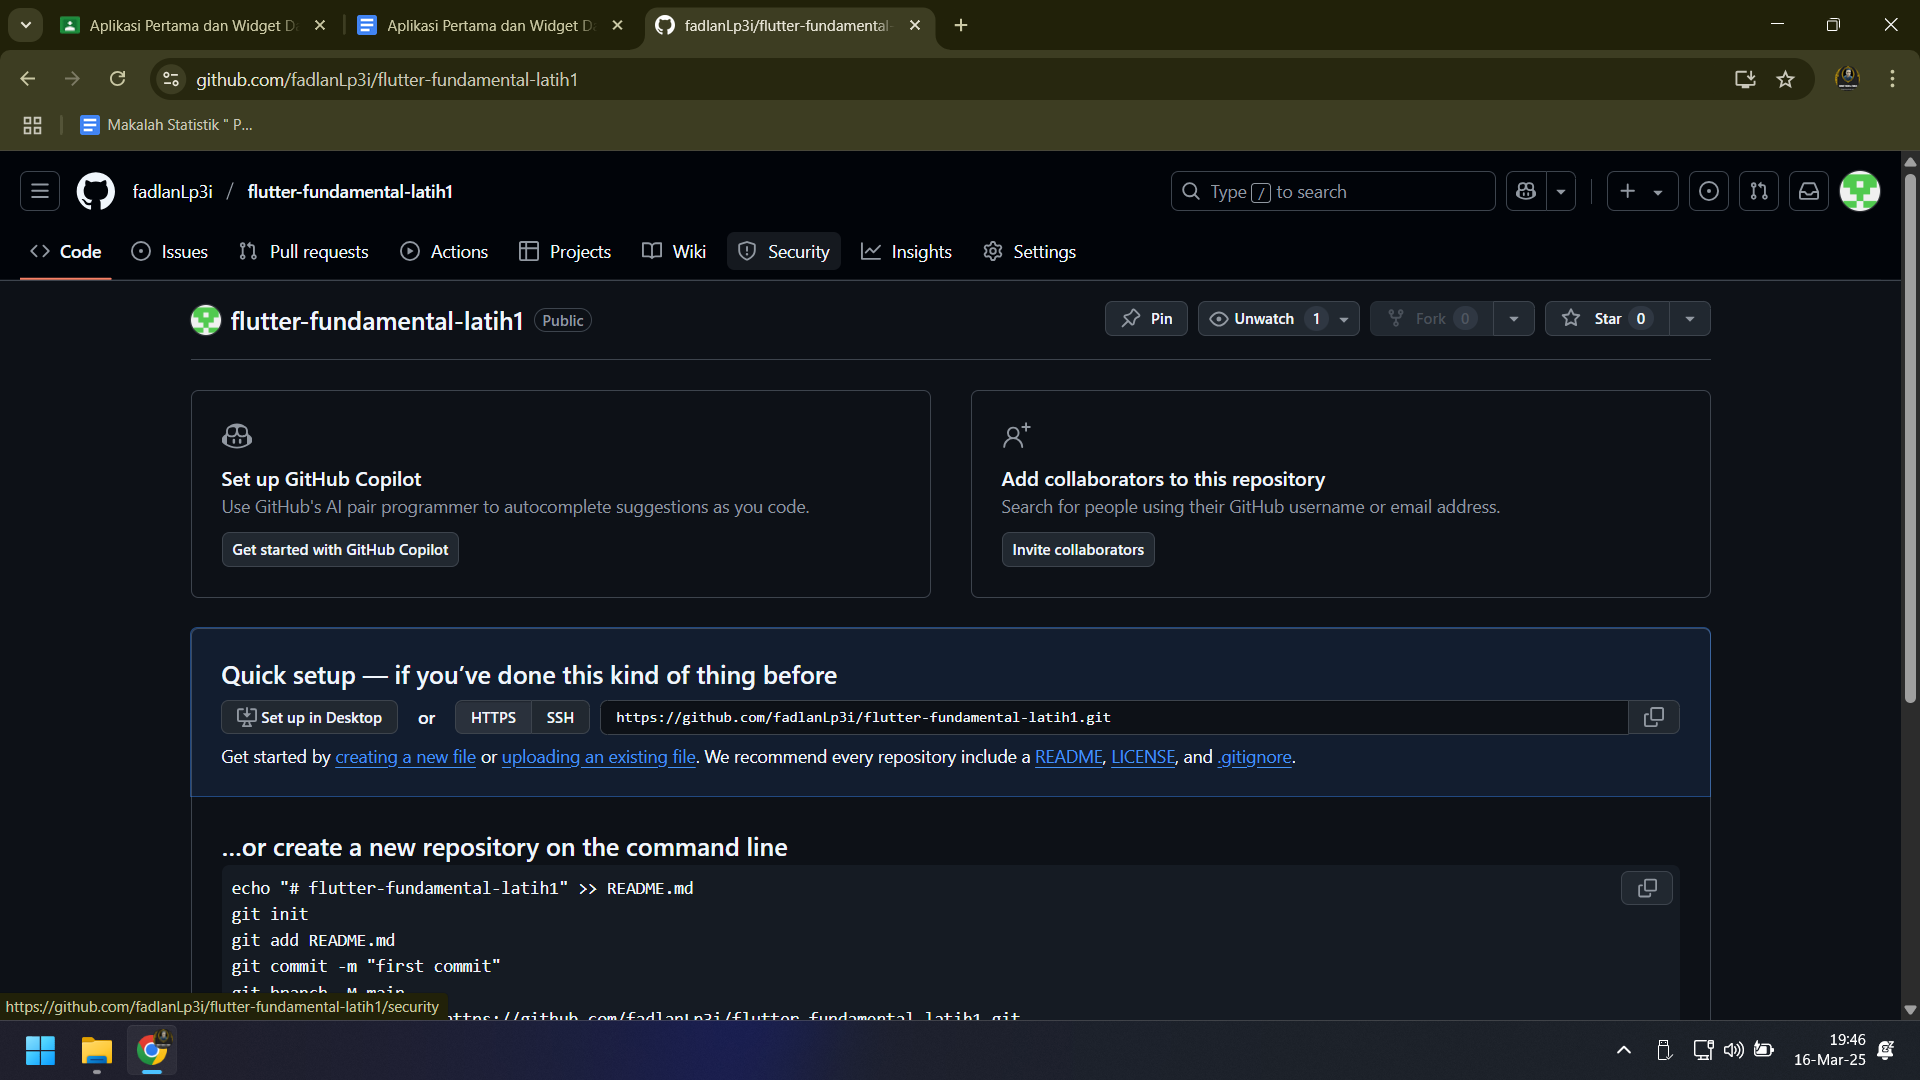 Aplikasi Pertama dan Widget D
Aplikasi Pertama dan Widget D
fadlanLp3i/flutter-fundamental-
github.com/fadlanLp3i/flutter-fundamental-latih1
Makalah Statistik " P...
fadlanLp3i / flutter-fundamental-latih1
Type / to search
Code
Issues
Pull requests
Actions
Projects
Wiki
Security
Insights
Settings
flutter-fundamental-latih1 Public
Pin
Unwatch 1
Fork 0
Star 0
Set up GitHub Copilot
Use GitHub's AI pair programmer to autocomplete suggestions as you code.
Get started with GitHub Copilot
Add collaborators to this repository
Search for people using their GitHub username or email address.
Invite collaborators
Quick setup — if you’ve done this kind of thing before
Set up in Desktop or HTTPS SSH https://github.com/fadlanLp3i/flutter-fundamental-latih1.git
Get started by creating a new file or uploading an existing file. We recommend every repository include a README, LICENSE, and .gitignore.
…or create a new repository on the command line
echo "# flutter-fundamental-latih1" >> README.md
git init
git add README.md
git commit -m "first commit"
git branch -M main
https://github.com/fadlanLp3i/flutter-fundamental-latih1.git
https://github.com/fadlanLp3i/flutter-fundamental-latih1/security
19:46
16-Mar-25